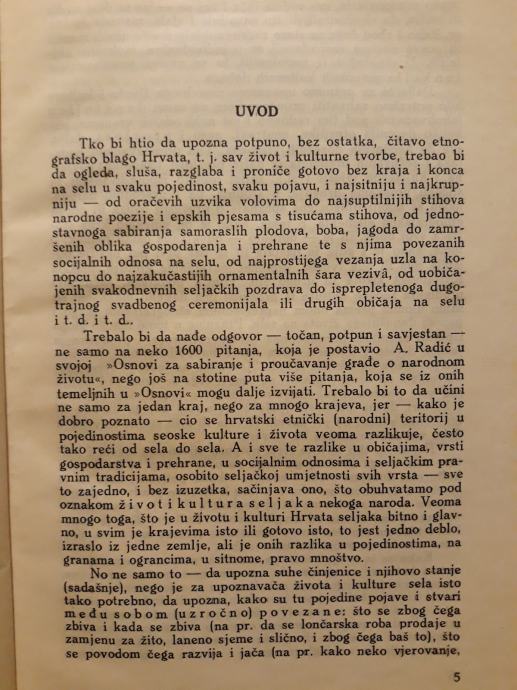 UVOD
Tko bi htio da upozna potpuno, bez ostatka, čitavo etno-
grafsko blago Hrvata, t. j. sav život i kulturne tvorbe, trebao bi
da ogleda, sluša, razglaba i proniče gotovo bez kraja i konca
na selu u svaku pojedinost, svaku pojavu, i najsitniju i najkrup-
niju — od oračevih uzvika volovima do najsuptilnijih stihova
narodne poezije i epskih pjesama s tisućama stihova, od jedno-
stavnoga sabiranja samoraslih plodova, boba, jagoda do zamr-
šenih oblika gospodarenja i prehrane te s njima povezanih
socijalnih odnosa na selu, od najprostijega vezanja uzla na ko-
nopcu do najzakučastijih ornamentalnih šara vezivâ, od uobiča-
jenih svakodnevnih seljačkih pozdrava do isprepletenoga dugo-
trajnog svadbenog ceremonijala ili drugih običaja na selu
i t. d. i t. d..
Trebalo bi da nađe odgovor — točan, potpun i savjestan —
ne samo na neko 1600 pitanja, koja je postavio A. Radić u
svojoj »Osnovi za sabiranje i proučavanje građe o narodnom
životu«, nego još na stotine puta više pitanja, koja se iz onih
temeljnih u »Osnovi« mogu dalje izvijati. Trebalo bi i to da učini
ne samo za jedan kraj, nego za mnogo krajeva, jer — kako je
dobro poznato — cio se hrvatski etnički (narodni) teritorij u
pojedinostima seoske kulture i života veoma razlikuje, često
tako reći od sela do sela. A i sve te razlike u običajima, vrsti
gospodarstva i prehrane, u socijalnim odnosima i seljačkim pra-
vnim tradicijama, osobito seljačkoj umjetnosti svih vrsta — sve
to zajedno, i bez izuzetka, sačinjava ono, što obuhvatamo pod
oznakom ž i v o t i k u l t u r a s e l j a k a nekoga naroda. Veoma
mnogo toga, što je u životu i kulturi Hrvata seljaka bitno i glav-
no, u svim je krajevima isto ili gotovo isto, to jest jedno deblo,
izraslo iz jedne zemlje, ali je onih razlika u pojedinostima, na
granama i ograncima, u sitnome, pravo mnoštvo.
No ne samo to — da upozna suhe činjenice i njihovo stanje
(sadašnje), nego je za upoznavača života i kulture sela isto
tako potrebno, da upozna, kako su tu pojedine pojave i stvari
m e đ u s o b o m (u z r o č n o) p o v e z a n e: što se zbog čega
zbiva i kada se zbiva (na pr. da se lončarska roba prodaje u
zamjenu za žito, laneno sjeme i slično, i zbog čega baš to), što
se povodom čega razvija i jača (na pr. kako neko vjerovanje,
5